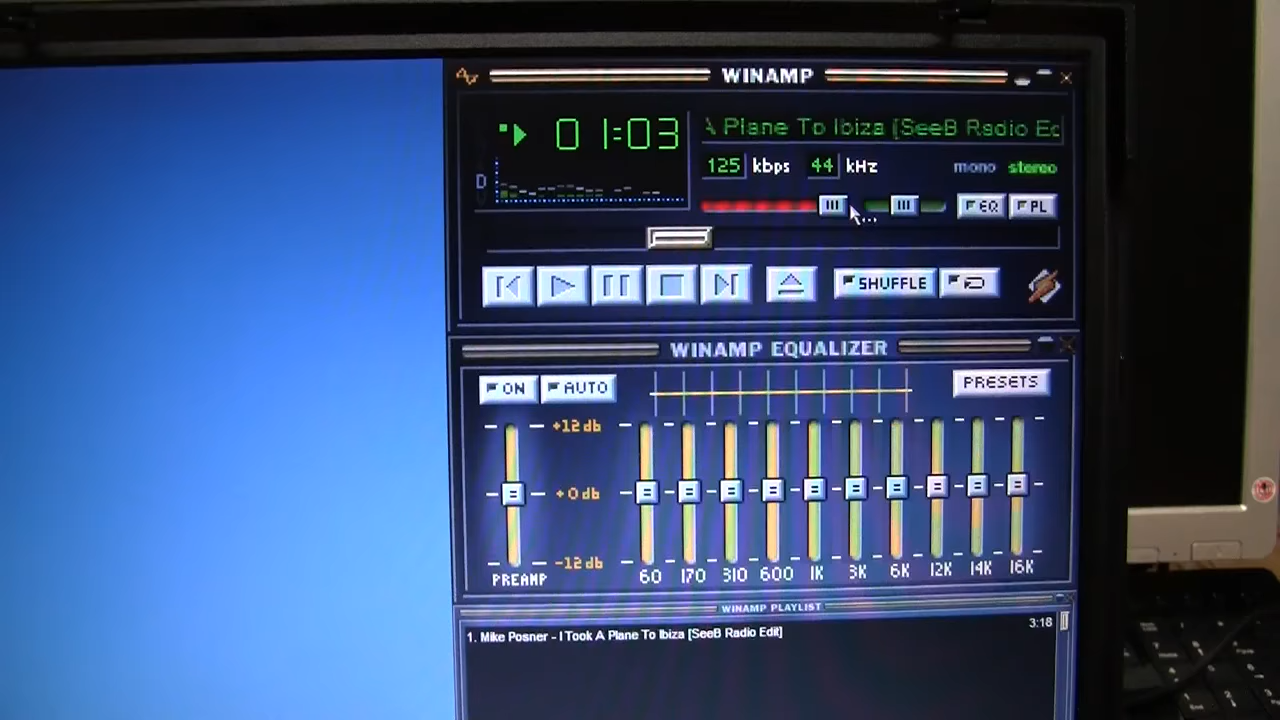 WINAMP
01:03
A Plane To Ibiza [SeeB Radio Ed
125 kbps 44 kHz mono stereo
D
EQ PL
SHUFFLE
WINAMP EQUALIZER
ON AUTO PRESETS
+12 db
+0 db
-12 db
PREAMP 60 170 310 600 1K 3K 6K 12K 14K 16K
WINAMP PLAYLIST
1. Mike Posner - I Took A Plane To Ibiza [SeeB Radio Edit] 3:18